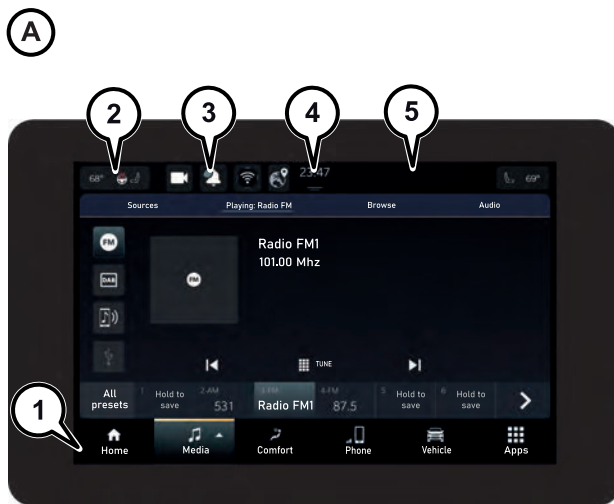 A
2 3 4 5
68° 23:47 69°
Sources Playing: Radio FM Browse Audio
FM
Radio FM1
101.00 Mhz
DAB
FM
TUNE
All presets 1 Hold to save 2-AM 531 3-FM Radio FM1 4-FM 87.5 5 Hold to save 6 Hold to save
1
Home Media Comfort Phone Vehicle Apps